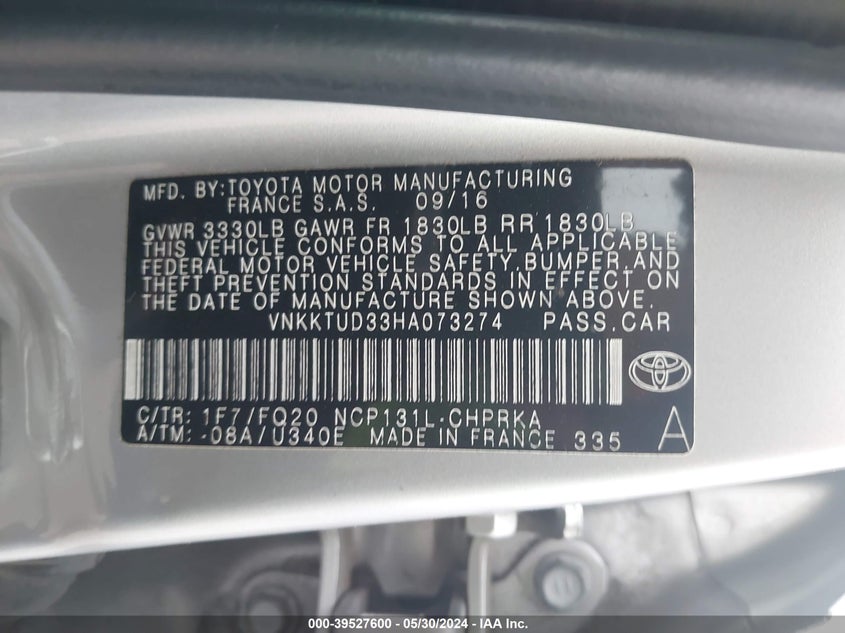 MFD. BY:TOYOTA MOTOR MANUFACTURING
FRANCE S.A.S. 09/16
GVWR 3330LB GAWR FR 1830LB RR 1830LB
THIS VEHICLE CONFORMS TO ALL APPLICABLE
FEDERAL MOTOR VEHICLE SAFETY,BUMPER,AND
THEFT PREVENTION STANDARDS IN EFFECT ON
THE DATE OF MANUFACTURE SHOWN ABOVE.
VNKKTUD33HA073274 PASS.CAR
C/TR: 1F7/FQ20 NCP131L-CHPRKA
A/TM: -08A/U340E MADE IN FRANCE 335 A
000-39527600 - 05/30/2024 - IAA Inc.